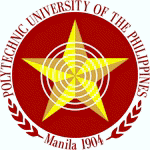 POLYTECHNIC UNIVERSITY OF THE PHILIPPINES
Manila 1904